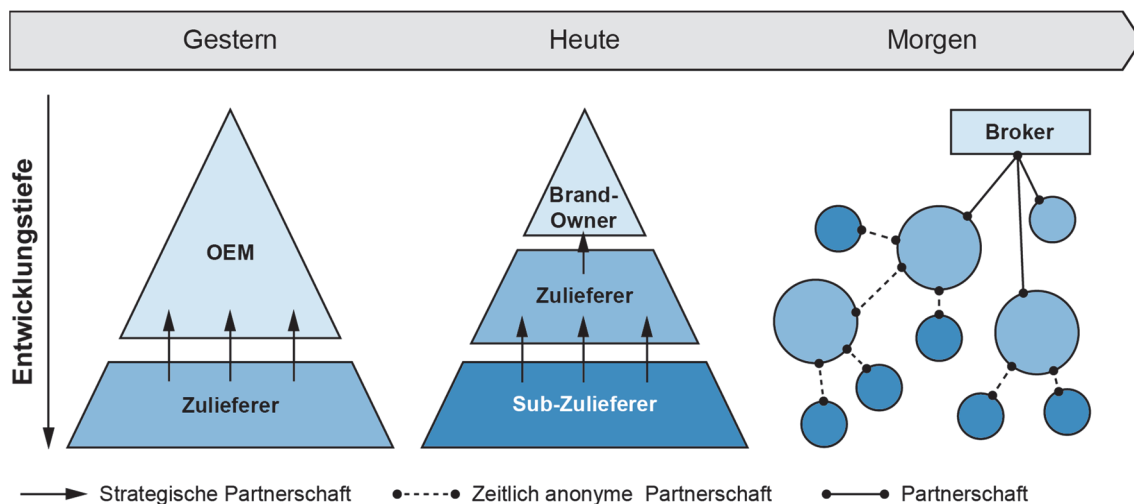 Gestern
Heute
Morgen
Entwicklungstiefe
OEM
Zulieferer
Brand-
Owner
Zulieferer
Sub-Zulieferer
Broker
Strategische Partnerschaft
Zeitlich anonyme Partnerschaft
Partnerschaft